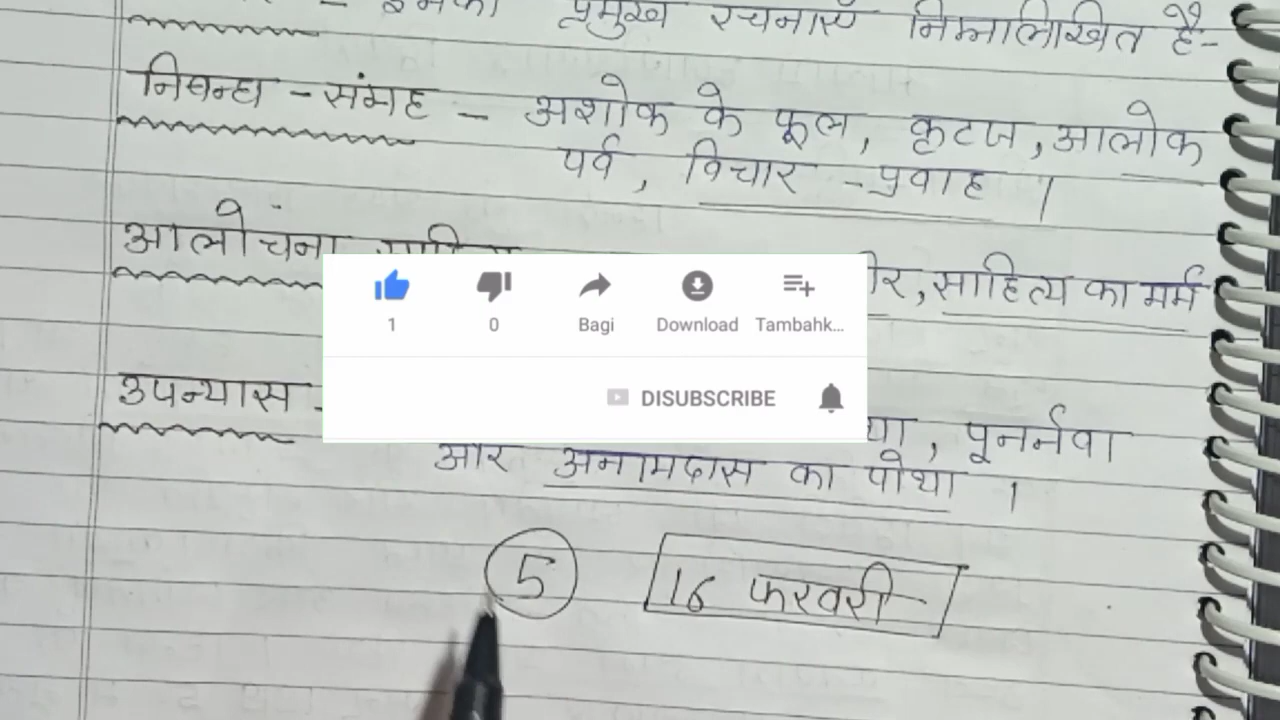 प्रमुख रचनाएँ निम्नलिखित है-
निबन्ध - संग्रह - अशोक के फूल, कृटज, आलोक
पर्व, विचार - प्रवाह ।
आलोचना साहित्य
साहित्य का मर्म
उपन्यास -
पूनर्नवा
और अनामदास का पोथा ।
5 16 फरवरी
1 0 Bagi Download Tambahk...
DISUBSCRIBE